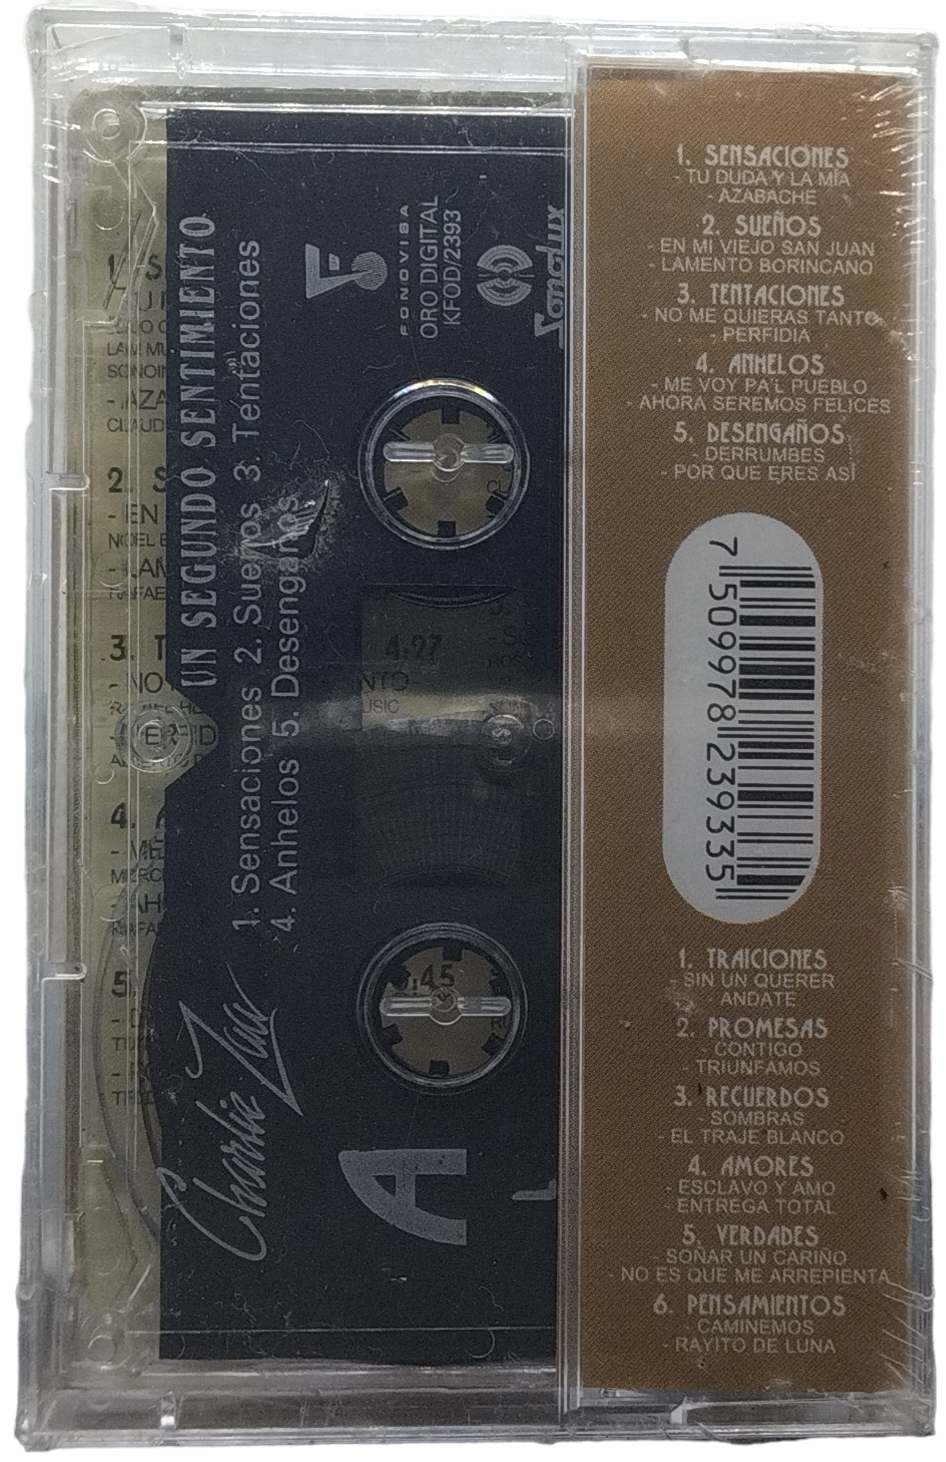 UN SEGUNDO SENTIMIENTO
1. Sensaciones 2. Sueños 3. Tentaciones
4. Anhelos 5. Desengaños
Charlie Zaa
A
FONOVISA
ORO DIGITAL
KFOD/2393
Sonolux
4:27
1. SENSACIONES
- TU DUDA Y LA MÍA
- AZABACHE
2. SUEÑOS
- EN MI VIEJO SAN JUAN
- LAMENTO BORINCANO
3. TENTACIONES
- NO ME QUIERAS TANTO
- PERFIDIA
4. ANHELOS
- ME VOY PA'L PUEBLO
- AHORA SEREMOS FELICES
5. DESENGAÑOS
- DERRUMBES
- POR QUE ERES ASÍ
7 509978 239335
1. TRAICIONES
- SIN UN QUERER
- ANDATE
2. PROMESAS
CONTIGO
- TRIUNFAMOS
3. RECUERDOS
- SOMBRAS
- EL TRAJE BLANCO
4. AMORES
- ESCLAVO Y AMO
- ENTREGA TOTAL
5. VERDADES
- SOÑAR UN CARIÑO
- NO ES QUE ME ARREPIENTA
6. PENSAMIENTOS
- CAMINEMOS
- RAYITO DE LUNA